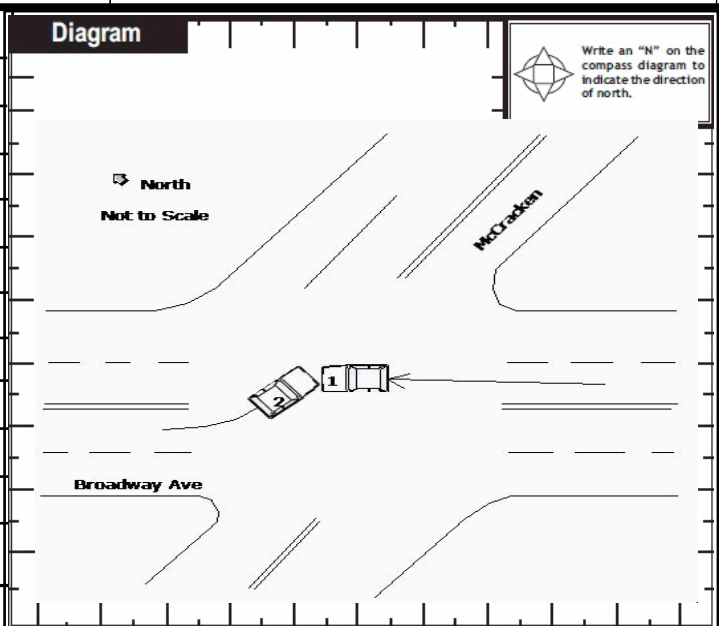 Diagram
Write an “N” on the
compass diagram to
indicate the direction
of north.
North
Not to Scale
McCracken
1
2
Broadway Ave